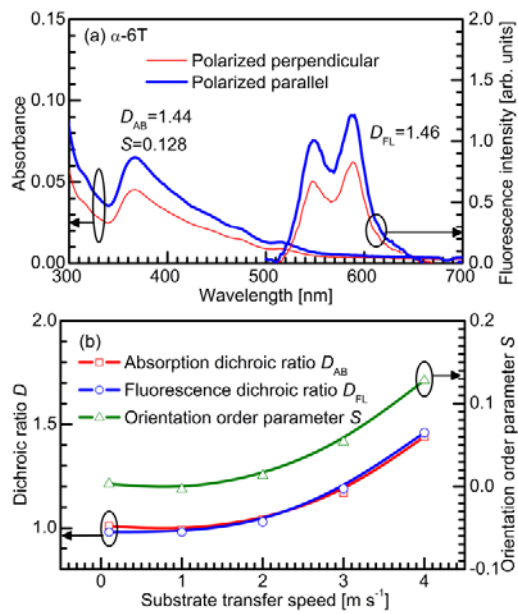 (a) α-6T
Polarized perpendicular
Polarized parallel
D_AB=1.44
S=0.128
D_FL=1.46
0.15
0.10
0.05
0.00
Absorbance
2.0
1.5
1.0
0.5
0.0
Fluorescence intensity [arb. units]
300 400 500 600 700
Wavelength [nm]
(b)
Absorption dichroic ratio D_AB
Fluorescence dichroic ratio D_FL
Orientation order parameter S
2.0
1.5
1.0
Dichroic ratio D
0.2
0.1
0.0
-0.1
Orientation order parameter S
0 1 2 3 4
Substrate transfer speed [m s⁻¹]